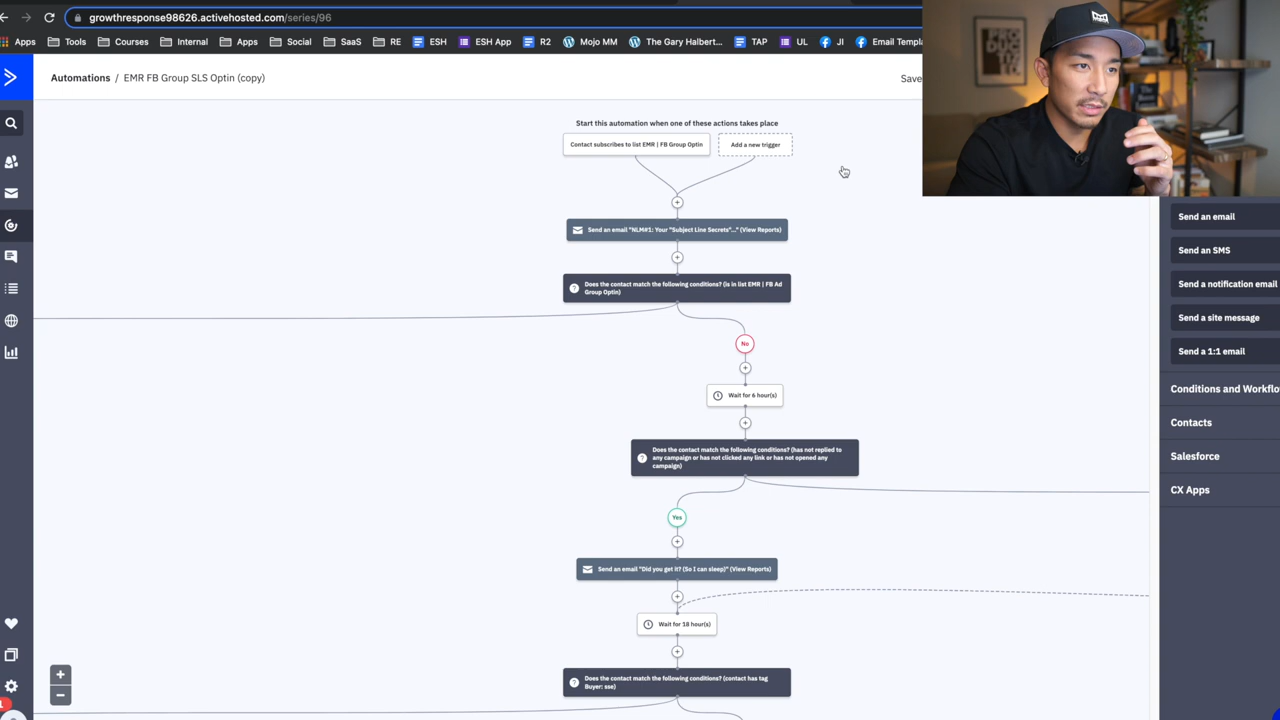 growthresponse98626.activehosted.com/series/96
Apps Tools Courses Internal Apps Social SaaS RE ESH ESH App R2 Mojo MM The Gary Halbert... TAP UL JI Email Templa
Automations / EMR FB Group SLS Optin (copy)
Save
Start this automation when one of these actions takes place
Contact subscribes to list EMR | FB Group Optin
Add a new trigger
Send an email "NLM#1: Your "Subject Line Secrets"..." (View Reports)
Does the contact match the following conditions? (is in list EMR | FB Ad
Group Optin)
No
Wait for 6 hour(s)
Does the contact match the following conditions? (has not replied to
any campaign or has not clicked any link or has not opened any
campaign)
Yes
Send an email "Did you get it? (So I can sleep)" (View Reports)
Wait for 18 hour(s)
Does the contact match the following conditions? (contact has tag
Buyer: sse)
Send an email
Send an SMS
Send a notification email
Send a site message
Send a 1:1 email
Conditions and Workflo
Contacts
Salesforce
CX Apps